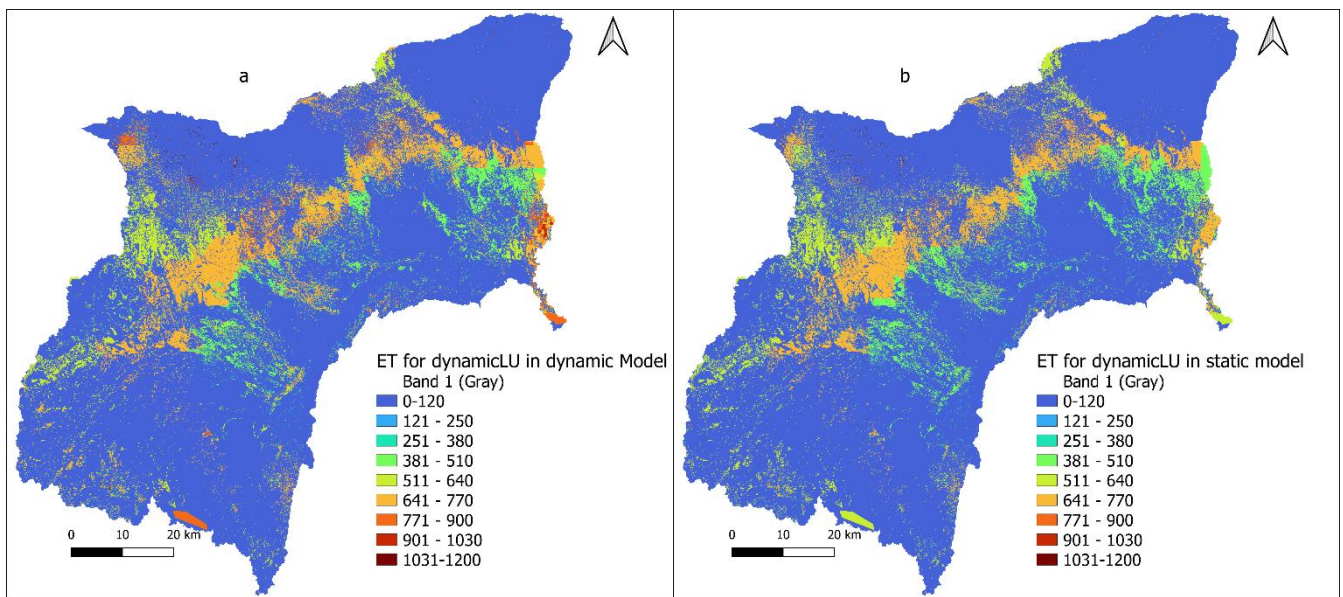 a
ET for dynamicLU in dynamic Model
Band 1 (Gray)
0-120
121 - 250
251 - 380
381 - 510
511 - 640
641 - 770
771 - 900
901 - 1030
1031-1200
0 10 20 km
b
ET for dynamicLU in static model
Band 1 (Gray)
0-120
121 - 250
251 - 380
381 - 510
511 - 640
641 - 770
771 - 900
901 - 1030
1031-1200
0 10 20 km